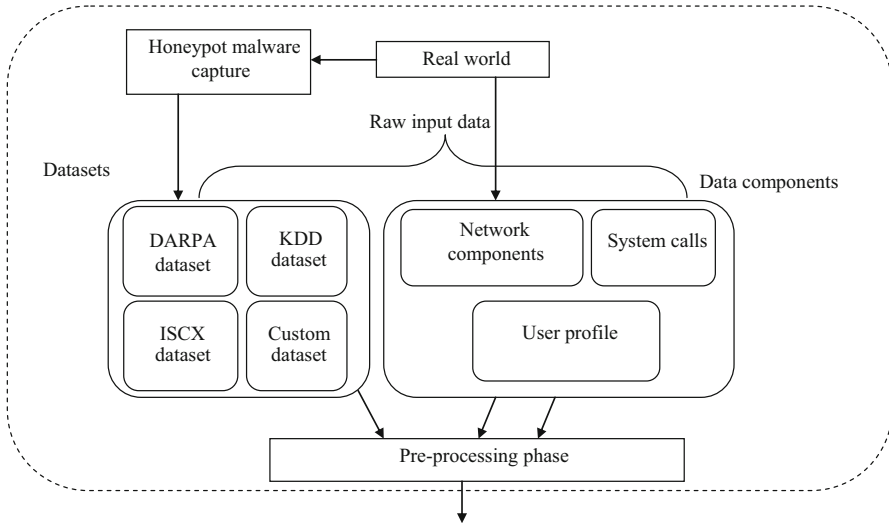 Honeypot malware
capture
Real world
Raw input data
Datasets
Data components
DARPA
dataset
KDD
dataset
ISCX
dataset
Custom
dataset
Network
components
System calls
User profile
Pre-processing phase